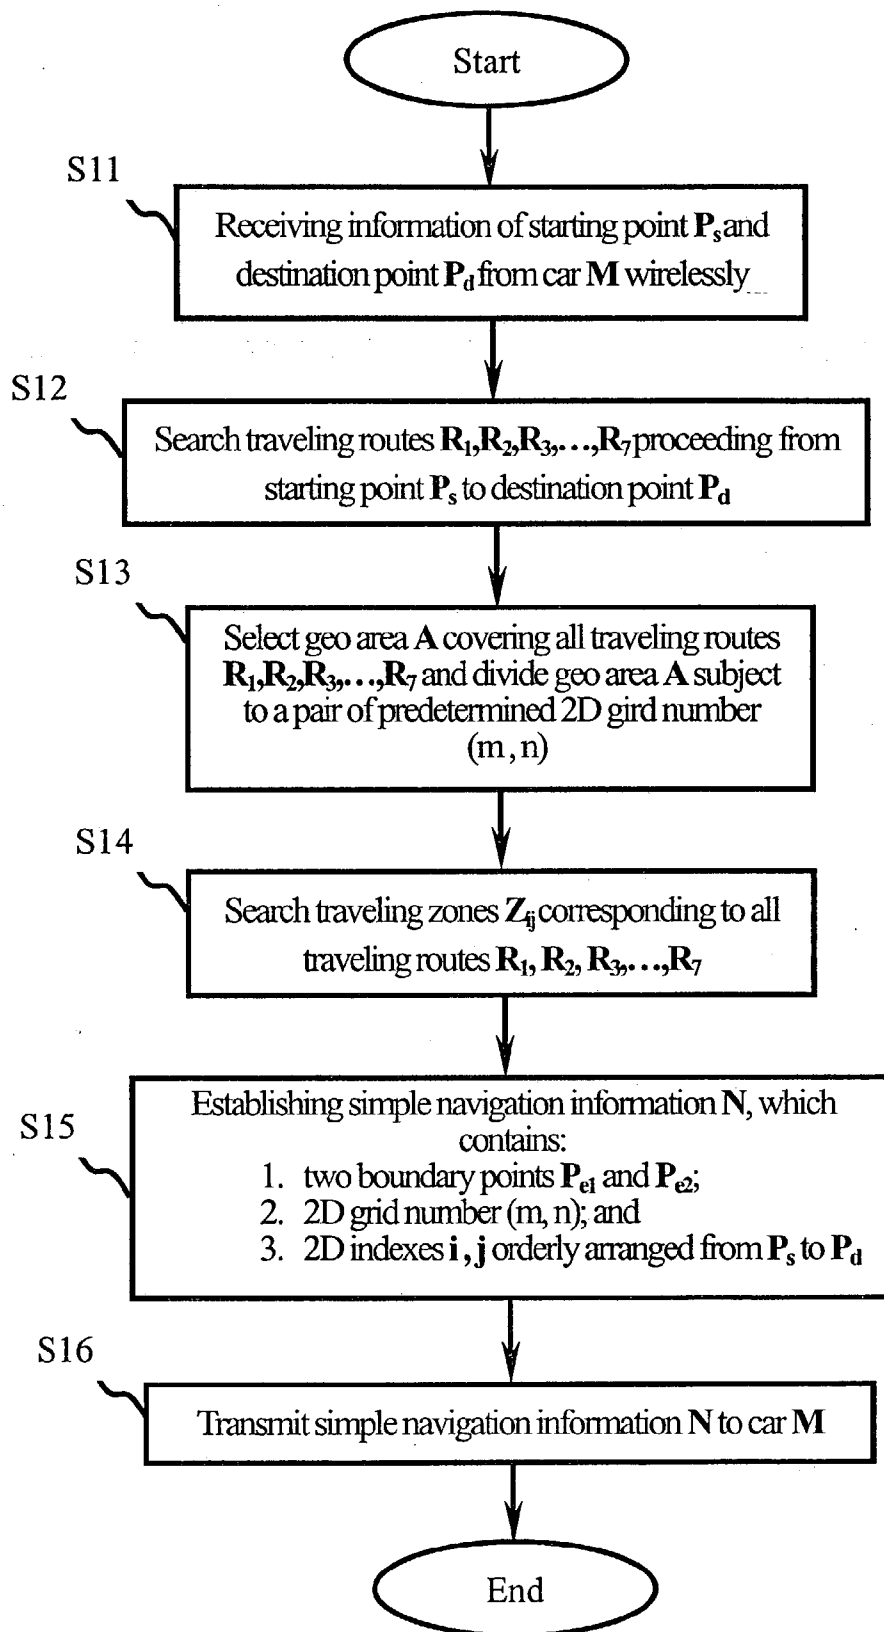 Start
S11
Receiving information of starting point Ps and
destination point Pd from car M wirelessly
S12
Search traveling routes R1,R2,R3,...,R7 proceeding from
starting point Ps to destination point Pd
S13
Select geo area A covering all traveling routes
R1,R2,R3,...,R7 and divide geo area A subject
to a pair of predetermined 2D gird number
(m , n)
S14
Search traveling zones Zij corresponding to all
traveling routes R1, R2, R3,...,R7
S15
Establishing simple navigation information N, which
contains:
1. two boundary points Pe1 and Pe2;
2. 2D grid number (m, n); and
3. 2D indexes i , j orderly arranged from Ps to Pd
S16
Transmit simple navigation information N to car M
End